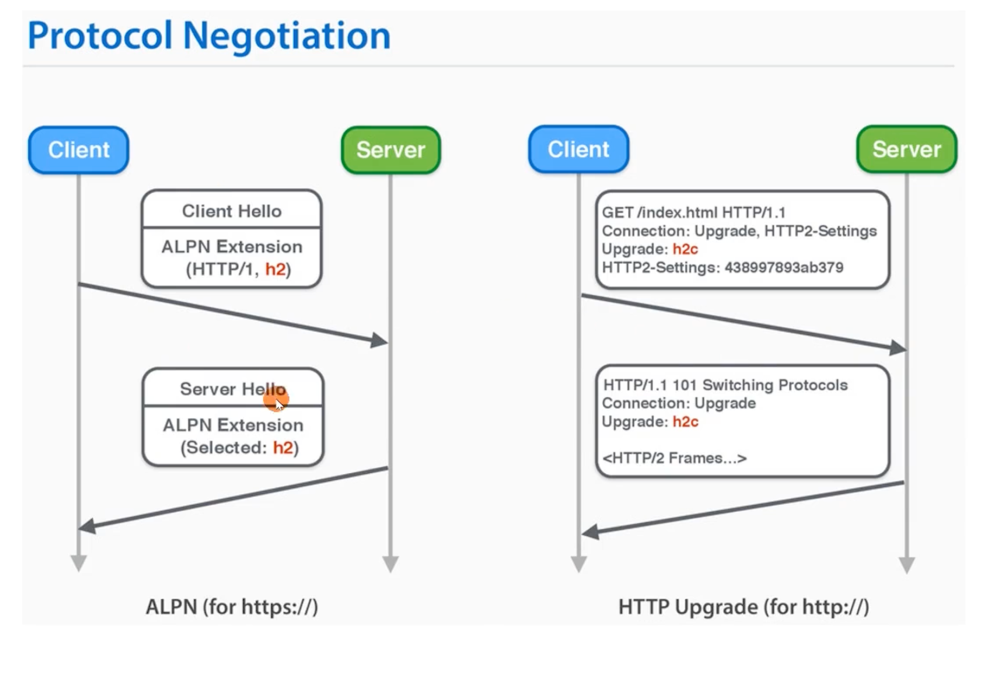 Protocol Negotiation
Client
Server
Client Hello
ALPN Extension
(HTTP/1, h2)
Server Hello
ALPN Extension
(Selected: h2)
ALPN (for https://)
Client
Server
GET /index.html HTTP/1.1
Connection: Upgrade, HTTP2-Settings
Upgrade: h2c
HTTP2-Settings: 438997893ab379
HTTP/1.1 101 Switching Protocols
Connection: Upgrade
Upgrade: h2c
<HTTP/2 Frames...>
HTTP Upgrade (for http://)